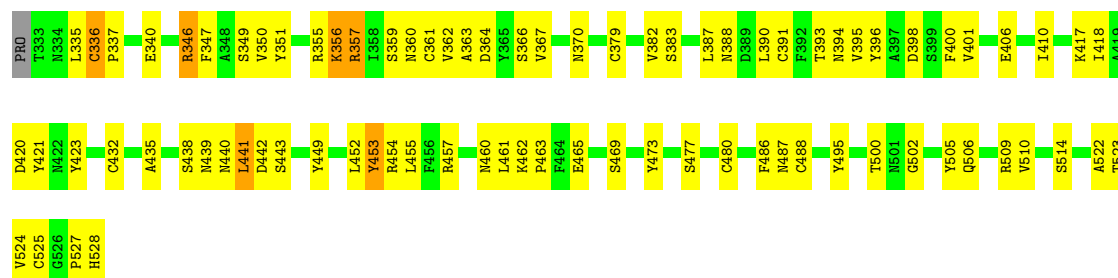 PRO T333 N334 L335 C336 P337 E340 R346 F347 A348 S349 V350 Y351 R355 K356 R357 I358 S359 N360 C361 V362 A363 D364 Y365 S366 V367 N370 C379 V382 S383 L387 N388 D389 L390 C391 F392 T393 N394 V395 Y396 A397 D398 S399 F400 V401 E406 I410 K417 I418 A419
D420 Y421 N422 Y423 C432 A435 S438 N439 N440 L441 D442 S443 Y449 L452 Y453 R454 L455 F456 R457 N460 L461 K462 P463 F464 E465 S469 Y473 S477 C480 F486 N487 C488 Y495 T500 N501 G502 Y505 Q506 R509 V510 S514 A522 T523
V524 C525 G526 P527 H528